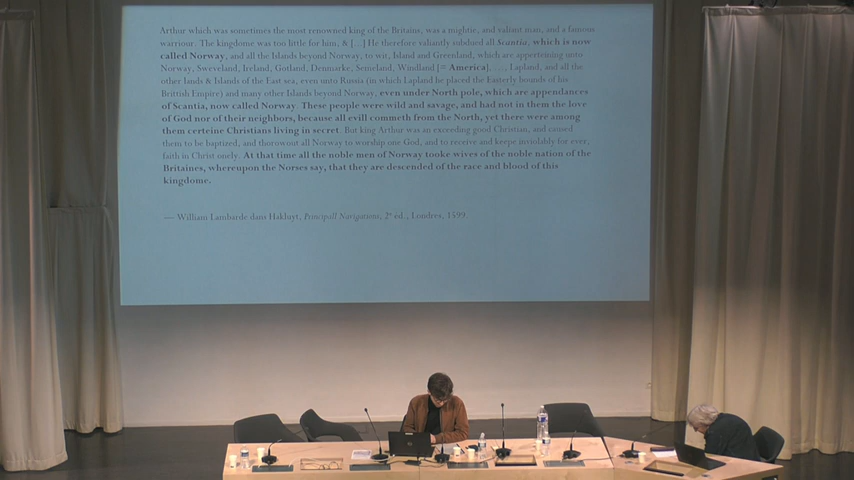 Arthur which was sometimes the most renowned king of the Britains, was a mightie, and valiant man, and a famous
warriour. The kingdome was too little for him, & [...] He therefore valiantly subdued all Scantia, which is now
called Norway, and all the Islands beyond Norway, to wit, Island and Greenland, which are apperteining unto
Norway, Sweveland, Ireland, Gotland, Denmarke, Semeland, Windland [= America], ..., Lapland, and all the
other lands & Islands of the East sea, even unto Russia (in which Lapland he placed the Easterly bounds of his
Brittish Empire) and many other Islands beyond Norway, even under North pole, which are appendances
of Scantia, now called Norway. These people were wild and savage, and had not in them the love
of God nor of their neighbors, because all evill commeth from the North, yet there were among
them certeine Christians living in secret. But king Arthur was an exceeding good Christian, and caused
them to be baptized, and thorowout all Norway to worship one God, and to receive and keepe inviolably for ever,
faith in Christ onely. At that time all the noble men of Norway tooke wives of the noble nation of the
Britaines, whereupon the Norses say, that they are descended of the race and blood of this
kingdome.
— William Lambarde dans Hakluyt, Principall Navigations, 2e éd., Londres, 1599